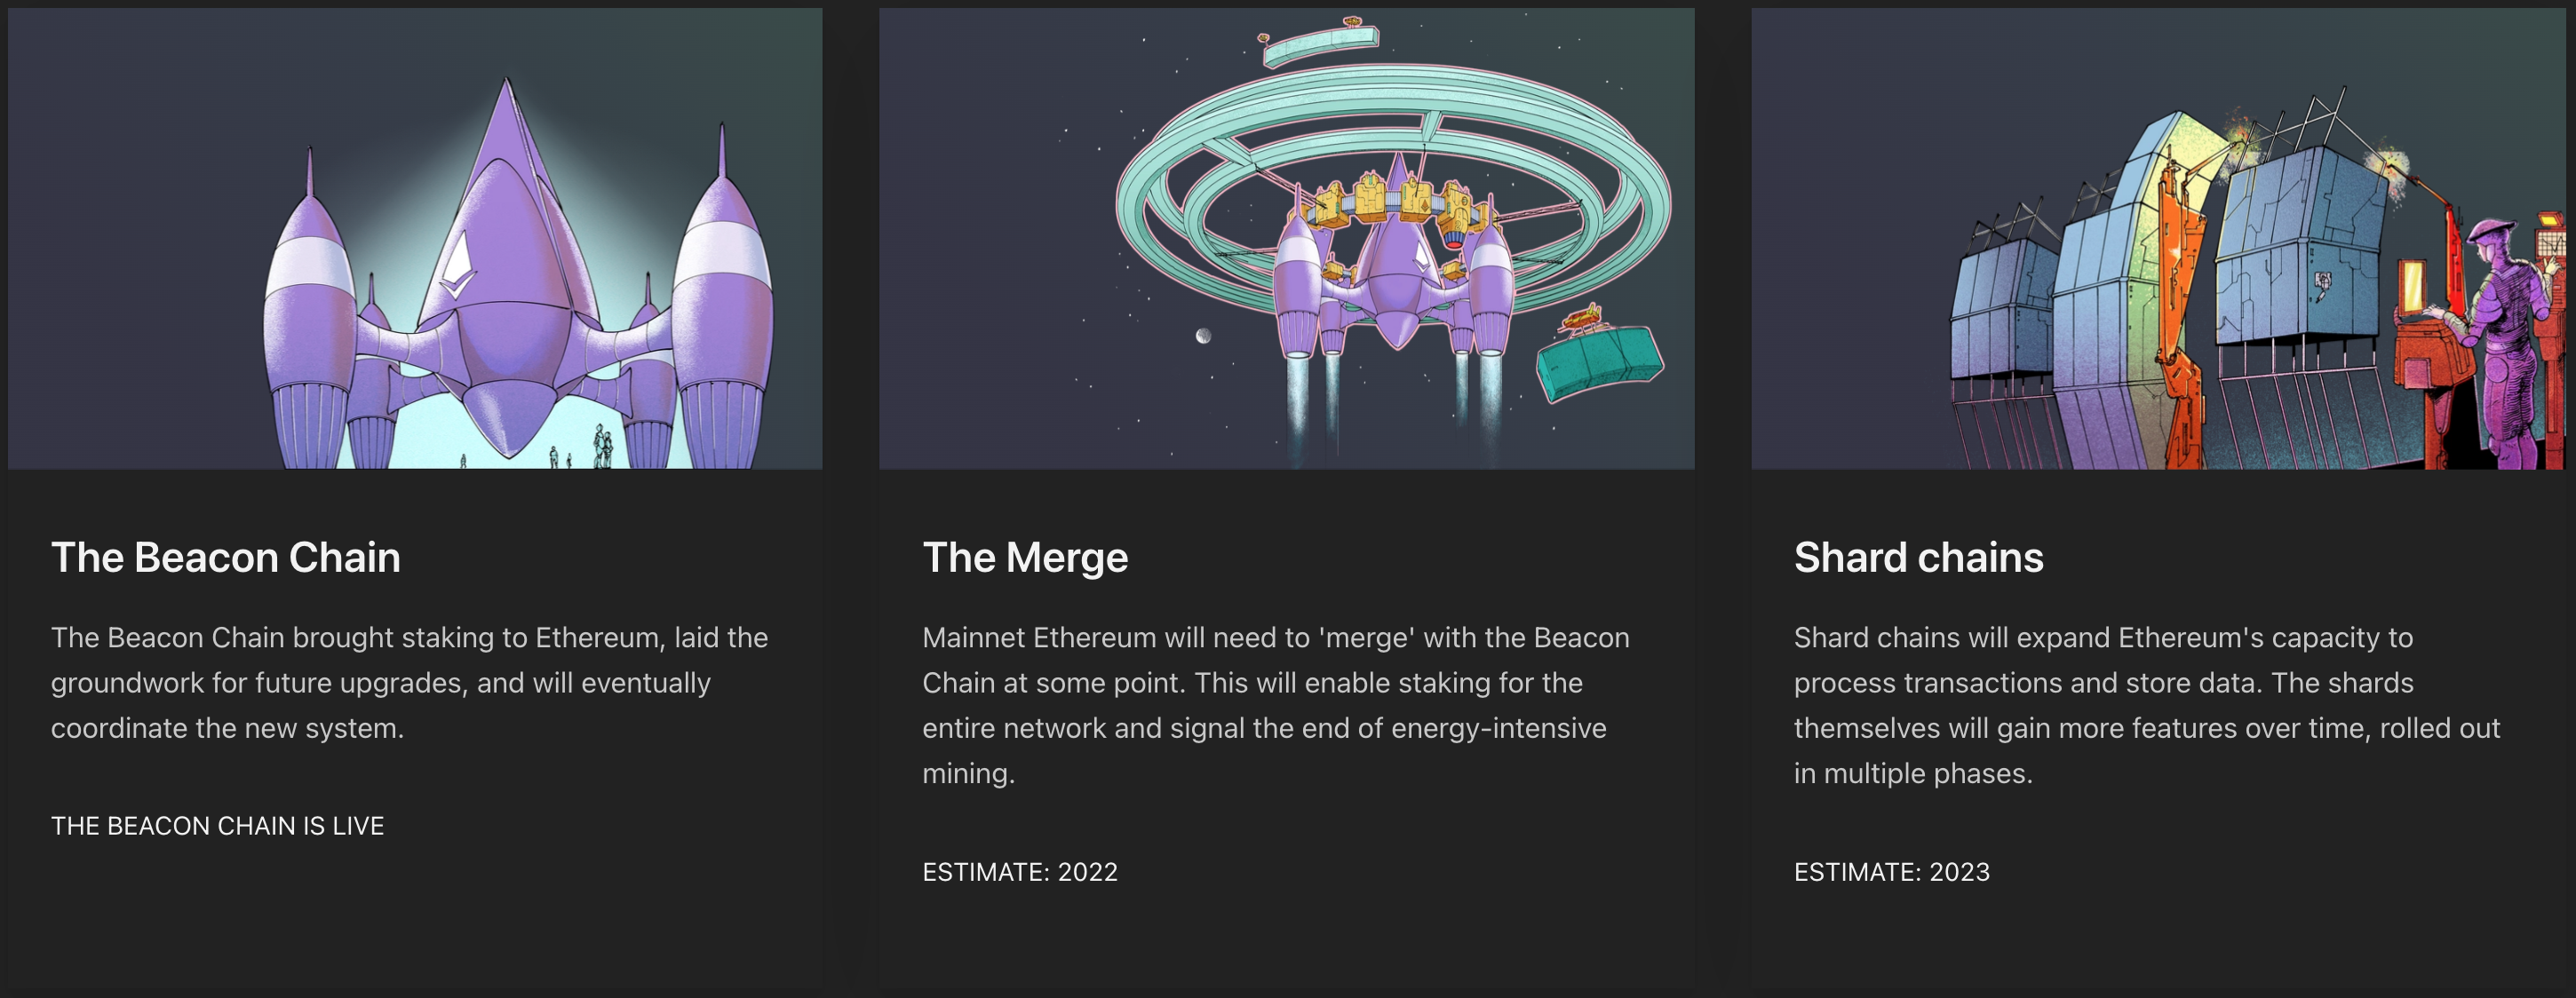 The Beacon Chain
The Beacon Chain brought staking to Ethereum, laid the
groundwork for future upgrades, and will eventually
coordinate the new system.
THE BEACON CHAIN IS LIVE
The Merge
Mainnet Ethereum will need to 'merge' with the Beacon
Chain at some point. This will enable staking for the
entire network and signal the end of energy-intensive
mining.
ESTIMATE: 2022
Shard chains
Shard chains will expand Ethereum's capacity to
process transactions and store data. The shards
themselves will gain more features over time, rolled out
in multiple phases.
ESTIMATE: 2023